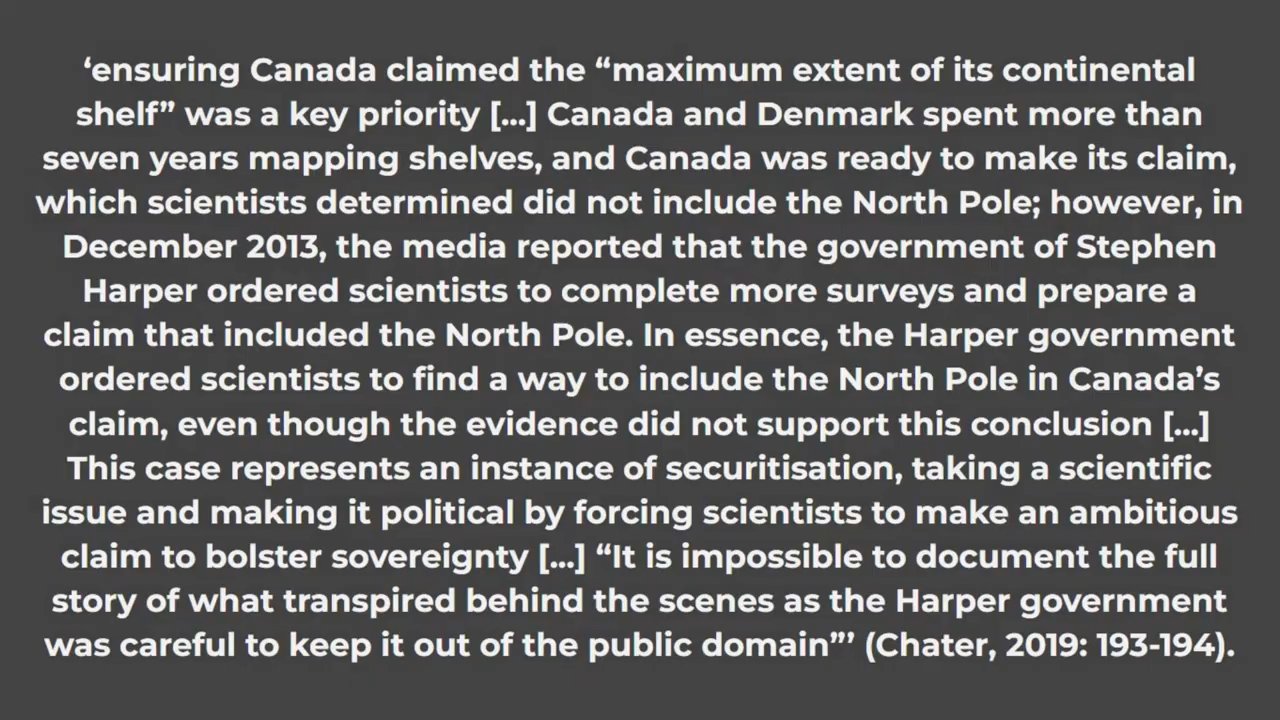 ‘ensuring Canada claimed the “maximum extent of its continental
shelf” was a key priority [...] Canada and Denmark spent more than
seven years mapping shelves, and Canada was ready to make its claim,
which scientists determined did not include the North Pole; however, in
December 2013, the media reported that the government of Stephen
Harper ordered scientists to complete more surveys and prepare a
claim that included the North Pole. In essence, the Harper government
ordered scientists to find a way to include the North Pole in Canada’s
claim, even though the evidence did not support this conclusion [...]
This case represents an instance of securitisation, taking a scientific
issue and making it political by forcing scientists to make an ambitious
claim to bolster sovereignty [...] “It is impossible to document the full
story of what transpired behind the scenes as the Harper government
was careful to keep it out of the public domain”’ (Chater, 2019: 193-194).